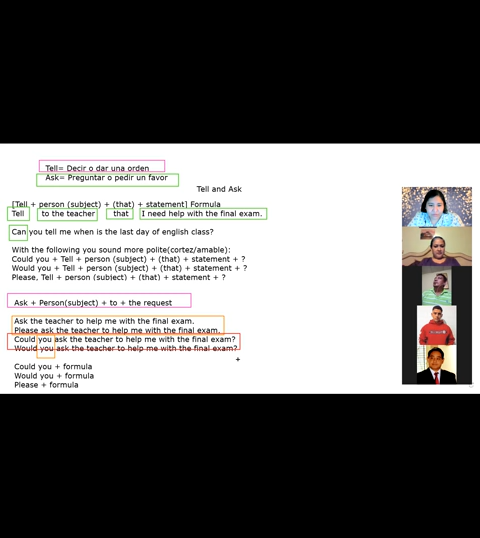 Tell= Decir o dar una orden
Ask= Preguntar o pedir un favor
Tell and Ask
[Tell + person (subject) + (that) + statement] Formula
Tell to the teacher that I need help with the final exam.
Can you tell me when is the last day of english class?
With the following you sound more polite(cortez/amable):
Could you + Tell + person (subject) + (that) + statement + ?
Would you + Tell + person (subject) + (that) + statement + ?
Please, Tell + person (subject) + (that) + statement + ?
Ask + Person(subject) + to + the request
Ask the teacher to help me with the final exam.
Please ask the teacher to help me with the final exam.
Could you ask the teacher to help me with the final exam?
Would you ask the teacher to help me with the final exam?
+
Could you + formula
Would you + formula
Please + formula